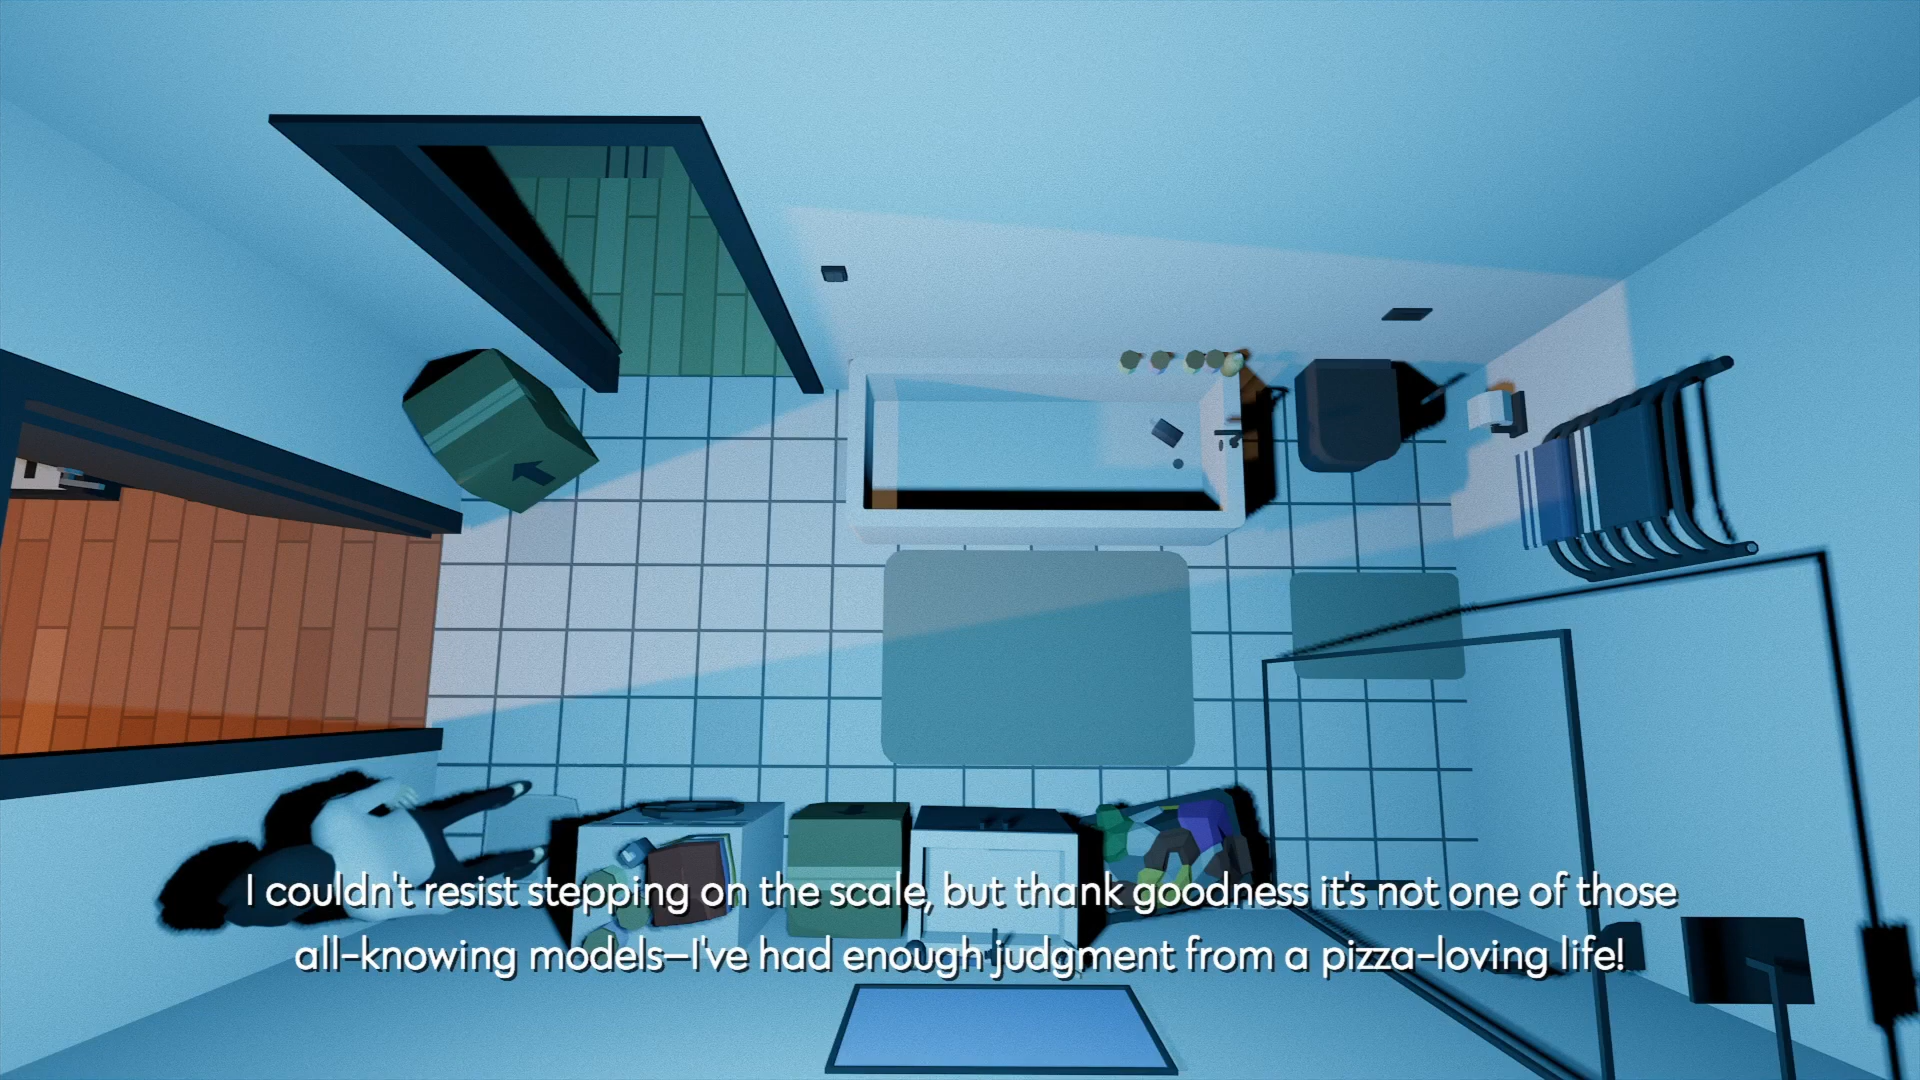 I couldn't resist stepping on the scale, but thank goodness it's not one of those
all-knowing models—I've had enough judgment from a pizza-loving life!